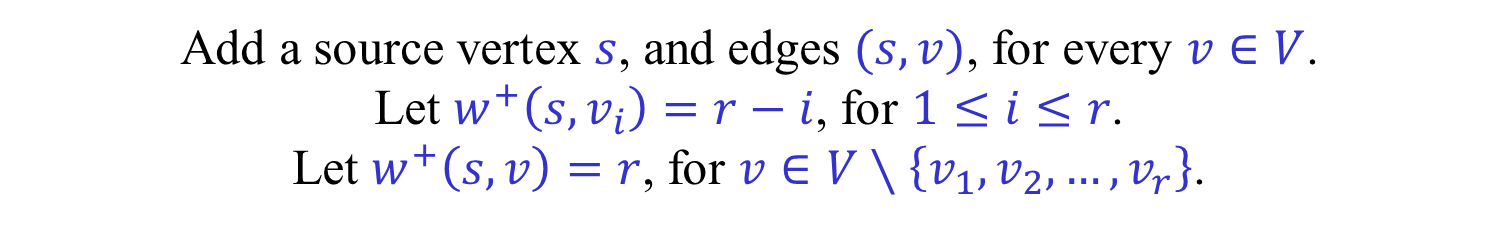 Add a source vertex s, and edges (s, v), for every v ∈ V.
Let w⁺(s, vᵢ) = r − i, for 1 ≤ i ≤ r.
Let w⁺(s, v) = r, for v ∈ V \ {v₁, v₂, … , vᵣ}.